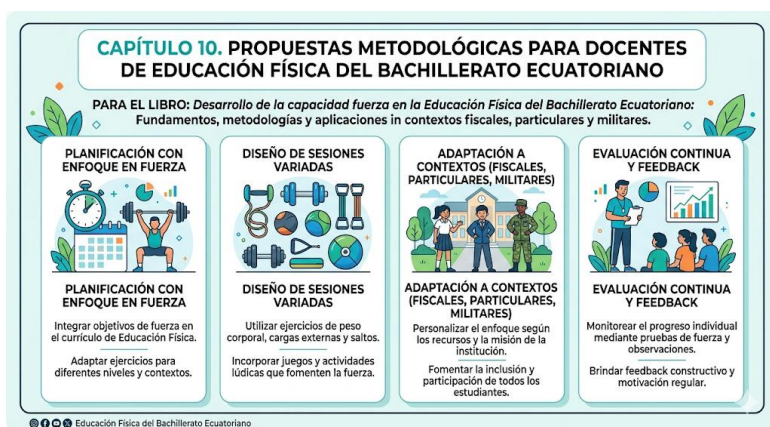 CAPÍTULO 10. PROPUESTAS METODOLÓGICAS PARA DOCENTES
DE EDUCACIÓN FÍSICA DEL BACHILLERATO ECUATORIANO
PARA EL LIBRO: Desarrollo de la capacidad fuerza en la Educación Física del Bachillerato Ecuatoriano:
Fundamentos, metodologías y aplicaciones in contextos fiscales, particulares y militares.
PLANIFICACIÓN CON
ENFOQUE EN FUERZA
PLANIFICACIÓN CON
ENFOQUE EN FUERZA
Integrar objetivos de fuerza en
el currículo de Educación Física.
Adaptar ejercicios para
diferentes niveles y contextos.
DISEÑO DE SESIONES
VARIADAS
DISEÑO DE SESIONES
VARIADAS
Utilizar ejercicios de peso
corporal, cargas externas y saltos.
Incorporar juegos y actividades
lúdicas que fomenten la fuerza.
ADAPTACIÓN A
CONTEXTOS (FISCALES,
PARTICULARES, MILITARES)
ADAPTACIÓN A CONTEXTOS
(FISCALES, PARTICULARES,
MILITARES)
Personalizar el enfoque según
los recursos y la misión de la
institución.
Fomentar la inclusión y
participación de todos los
estudiantes.
EVALUACIÓN CONTINUA
Y FEEDBACK
EVALUACIÓN CONTINUA
Y FEEDBACK
Monitorear el progreso individual
mediante pruebas de fuerza y
observaciones.
Brindar feedback constructivo y
motivación regular.
Educación Física del Bachillerato Ecuatoriano